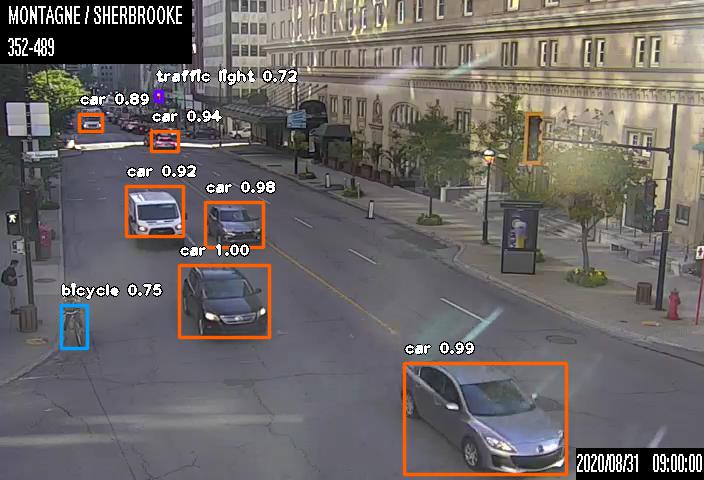 MONTAGNE / SHERBROOKE
352-489
traffic light 0.72
car 0.89
car 0.94
car 0.92
car 0.98
car 1.00
bicycle 0.75
car 0.99
2020/08/31 09:00:00